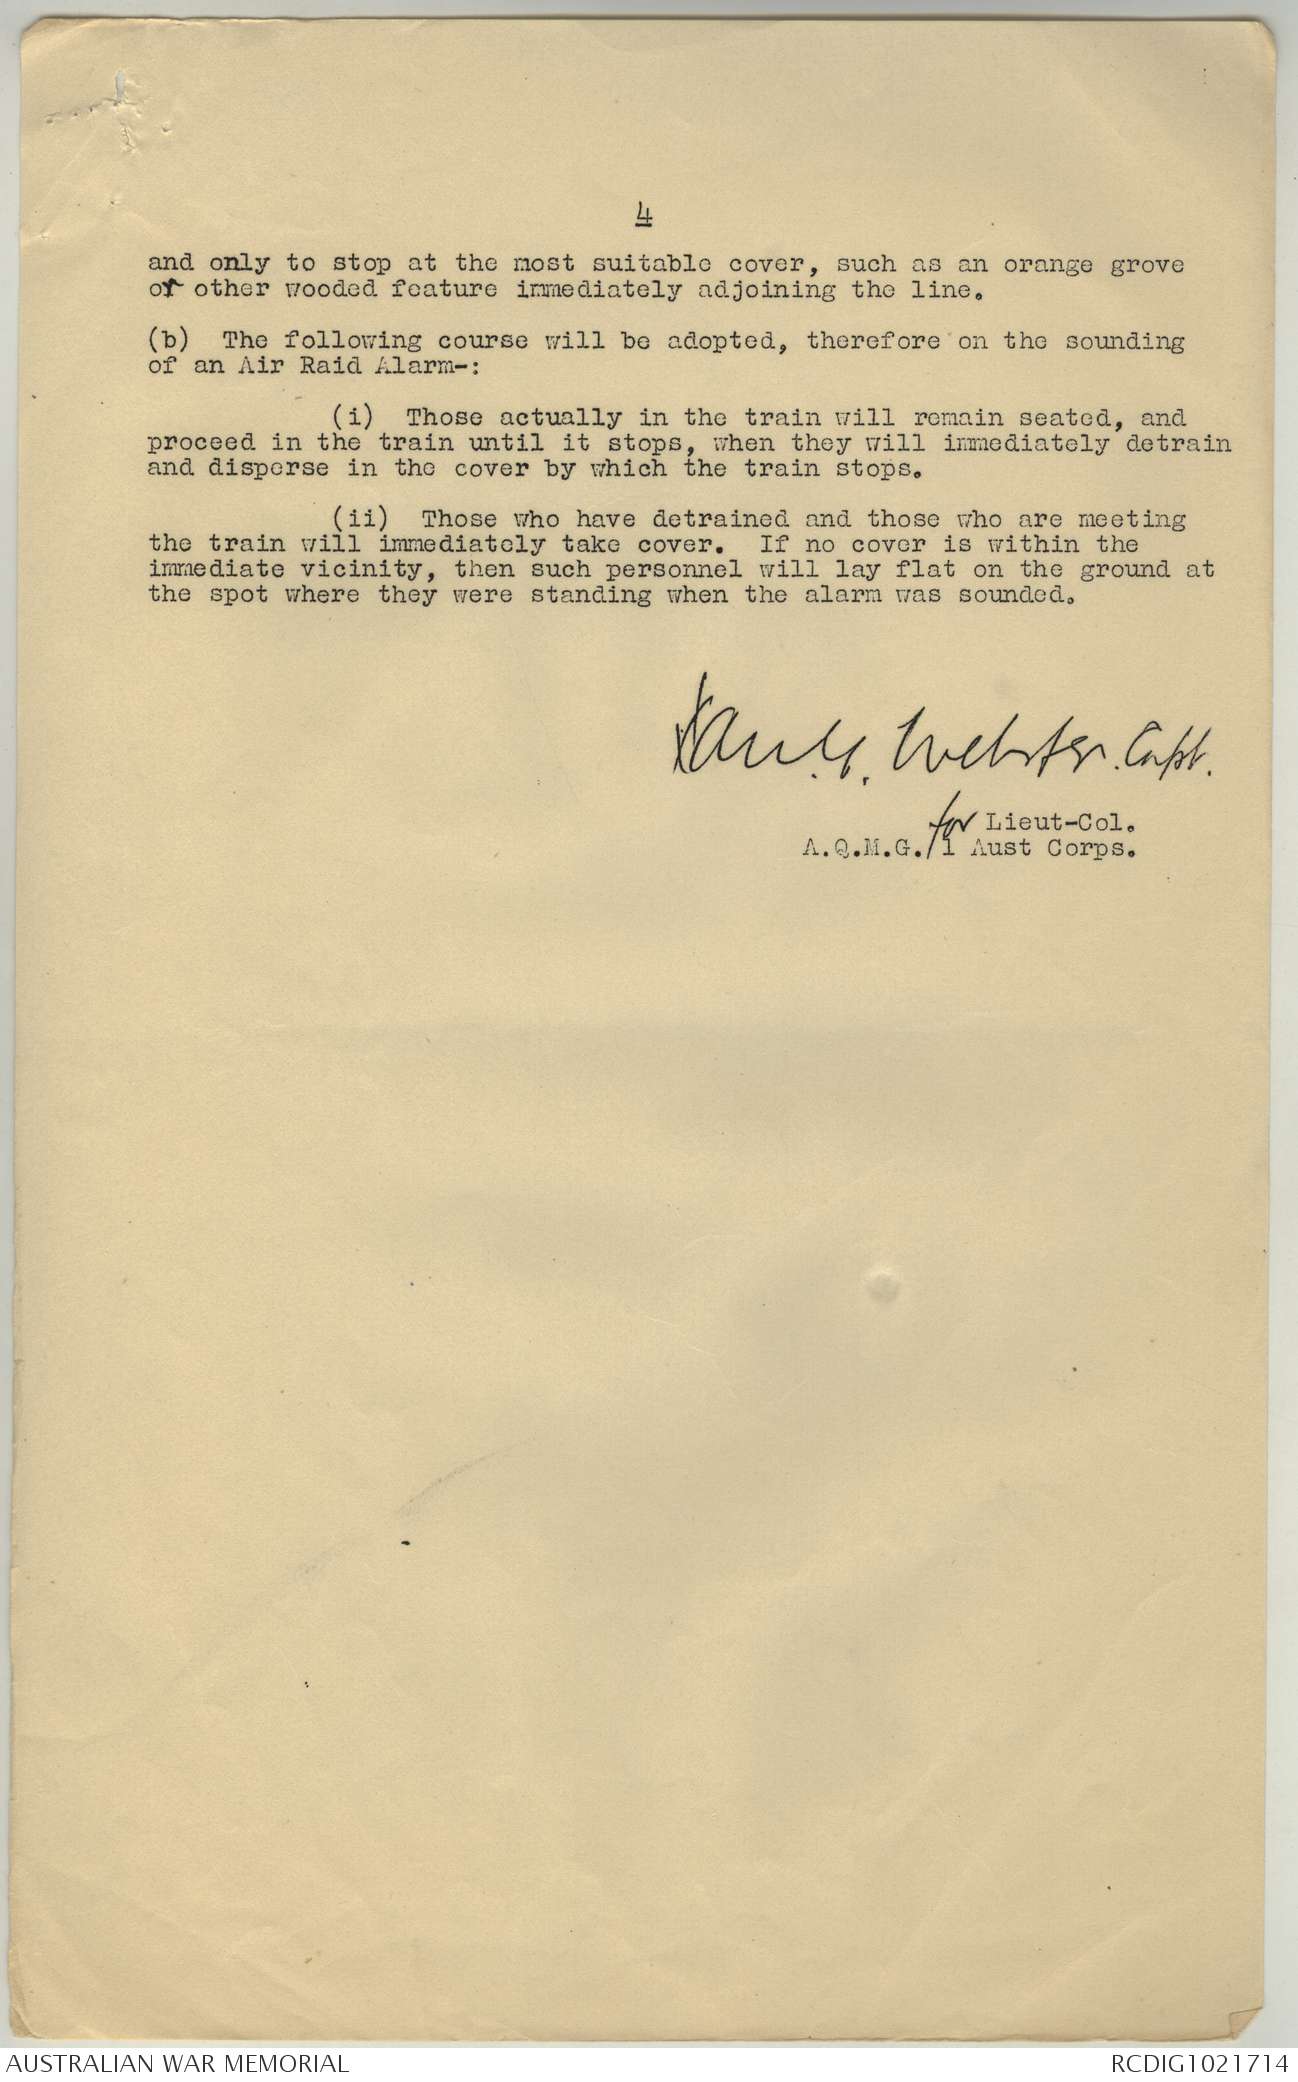 4
and only to stop at the most suitable cover, such as an orange grove
or other wooded feature immediately adjoining the line.
(b)  The following course will be adopted, therefore on the sounding
of an Air Raid Alarm-:
(i)  Those actually in the train will remain seated, and
proceed in the train until it stops, when they will immediately detrain
and disperse in the cover by which the train stops.
(ii)  Those who have detrained and those who are meeting
the train will immediately take cover.  If no cover is within the
immediate vicinity, then such personnel will lay flat on the ground at
the spot where they were standing when the alarm was sounded.
Webster. Capt.
for Lieut-Col.
A.Q.M.G./1 Aust Corps.
AUSTRALIAN WAR MEMORIAL
RCDIG1021714